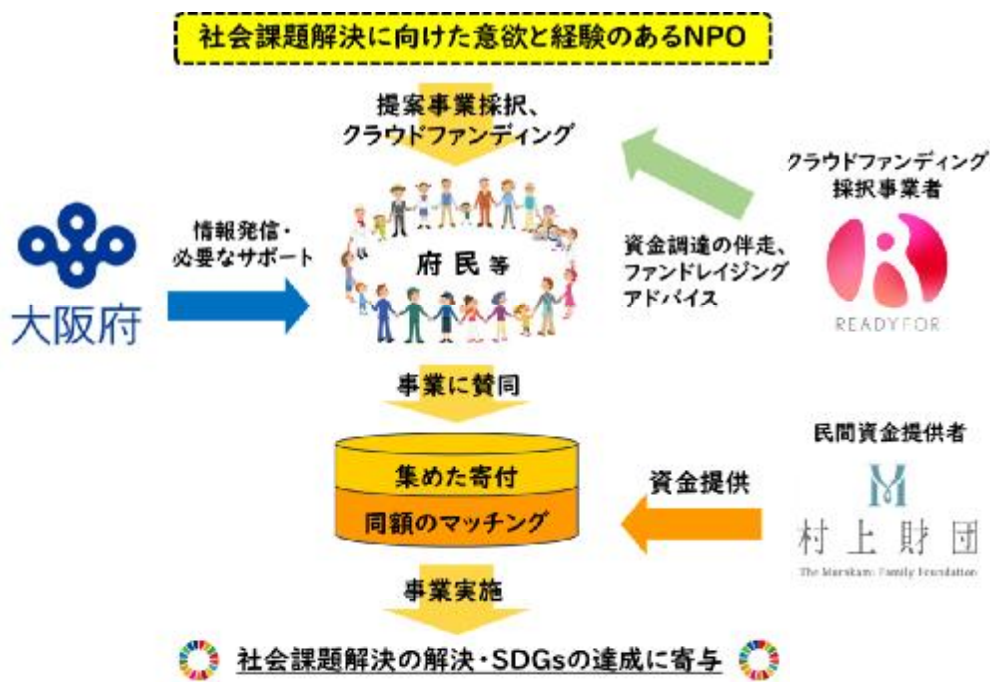 社会課題解決に向けた意欲と経験のあるNPO
提案事業採択、
クラウドファンディング
クラウドファンディング
採択事業者
情報発信・
必要なサポート
府民等
資金調達の伴走、
ファンドレイジング
アドバイス
大阪府
READYFOR
事業に賛同
民間資金提供者
集めた寄付
資金提供
同額のマッチング
村上財団
The Murakami Family Foundation
事業実施
社会課題解決の解決・SDGsの達成に寄与